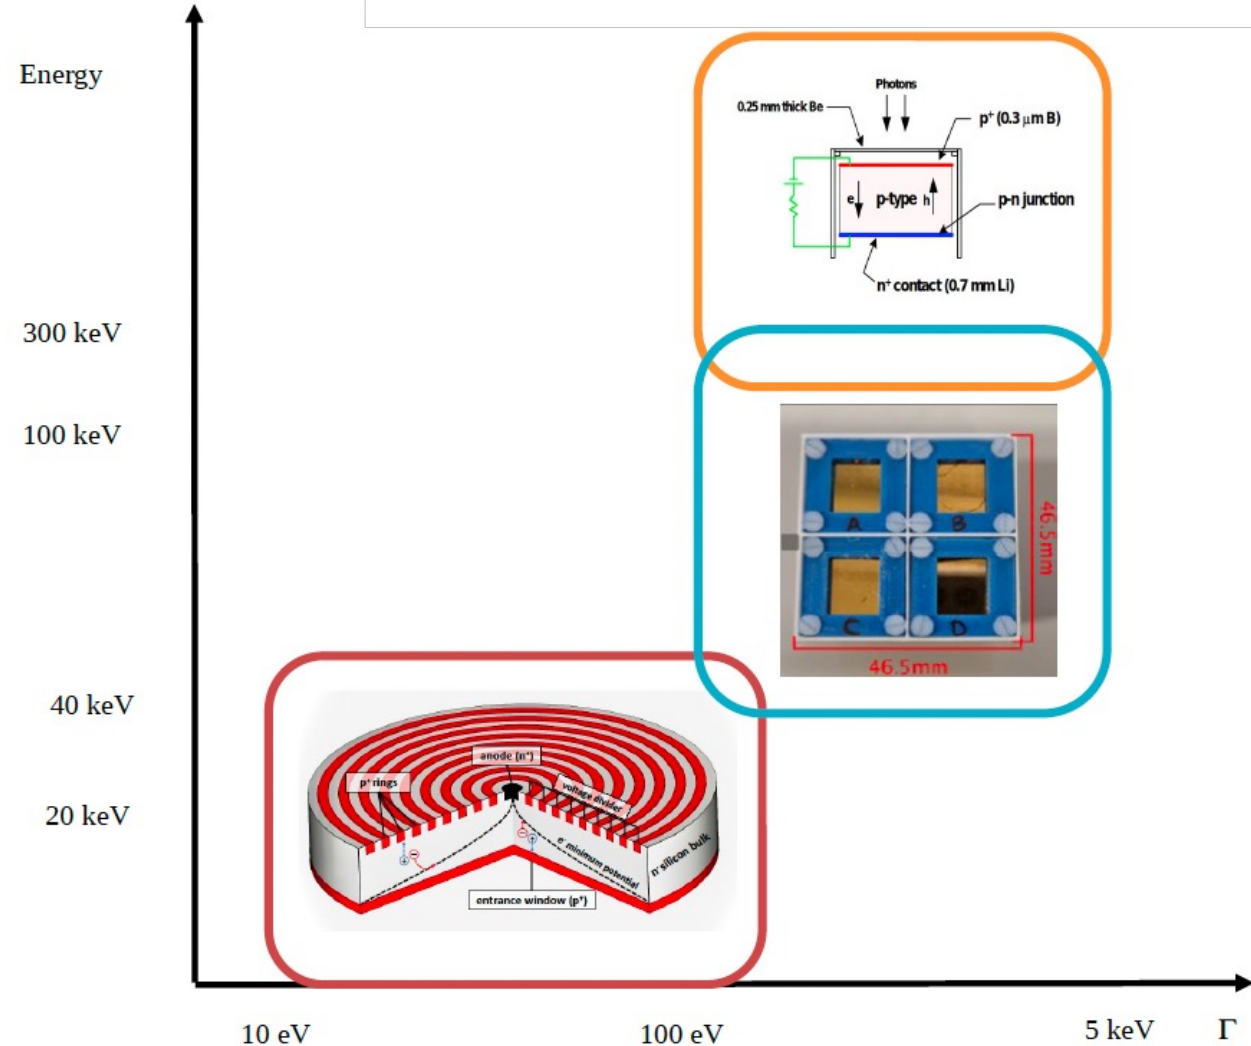 Energy
Photons
0.25 mm thick Be
p⁺ (0.3 μm B)
e
p-type
h
p-n junction
n⁺ contact (0.7 mm Li)
300 keV
100 keV
A
B
C
D
46.5mm
46.5mm
40 keV
20 keV
anode (n⁺)
p⁺ rings
voltage divider
e⁻ minimum potential
n⁻ silicon bulk
entrance window (p⁺)
10 eV
100 eV
5 keV
Γ